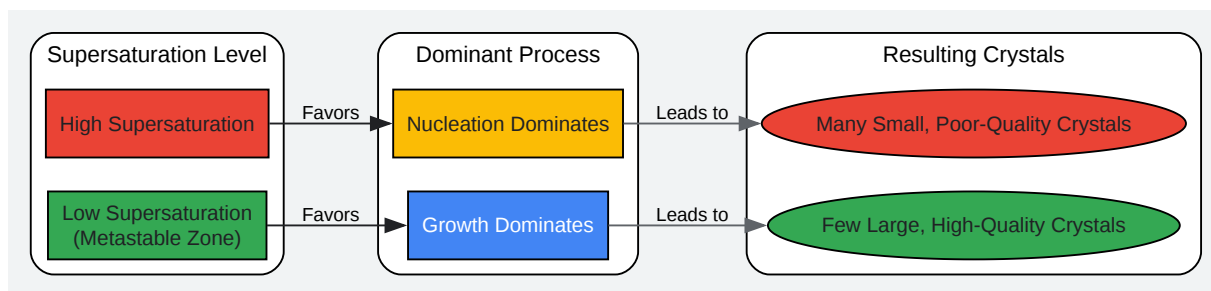 Supersaturation Level
Dominant Process
Resulting Crystals
High Supersaturation
Favors
Nucleation Dominates
Leads to
Many Small, Poor-Quality Crystals
Low Supersaturation
(Metastable Zone)
Favors
Growth Dominates
Leads to
Few Large, High-Quality Crystals